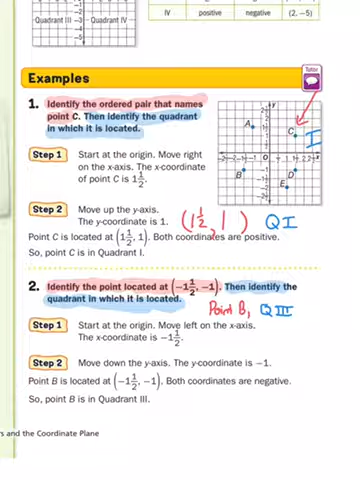 Quadrant III
-3
Quadrant IV
IV positive negative (2, −5)
Tutor
Examples
1. Identify the ordered pair that names
point C. Then identify the quadrant
in which it is located.
Step 1 Start at the origin. Move right
on the x-axis. The x-coordinate
of point C is 1½.
Step 2 Move up the y-axis.
The y-coordinate is 1.
(1½, 1) QI
Point C is located at (1½, 1). Both coordinates are positive.
So, point C is in Quadrant I.
A
C
I
B
D
E
O
x
y
2. Identify the point located at (−1½, −1). Then identify the
quadrant in which it is located.
Point B, QIII
Step 1 Start at the origin. Move left on the x-axis.
The x-coordinate is −1½.
Step 2 Move down the y-axis. The y-coordinate is −1.
Point B is located at (−1½, −1). Both coordinates are negative.
So, point B is in Quadrant III.
rs and the Coordinate Plane